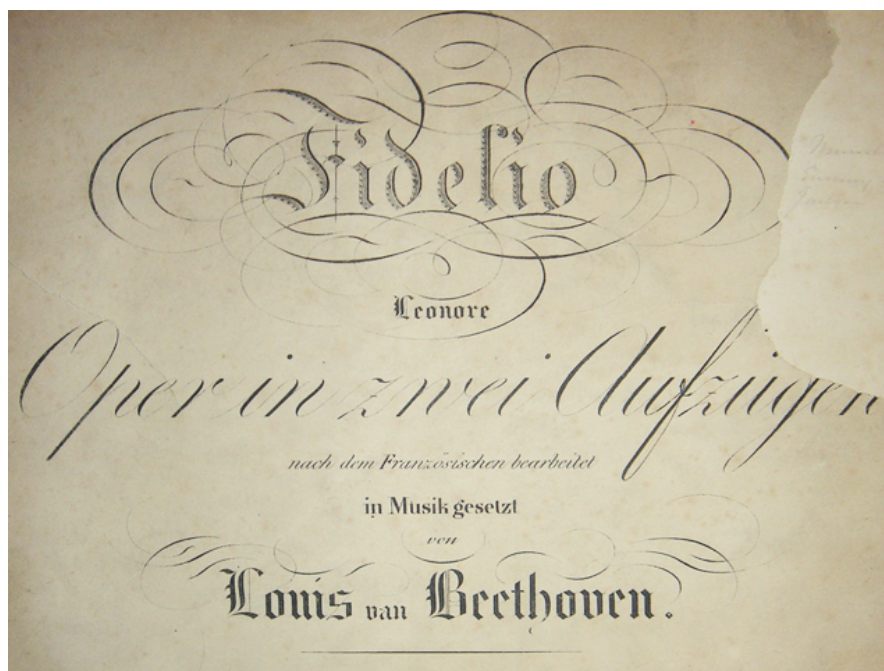 Fidelio
Leonore
Oper in zwei Aufzügen
nach dem Französischen bearbeitet
in Musik gesetzt
von
Louis van Beethoven.